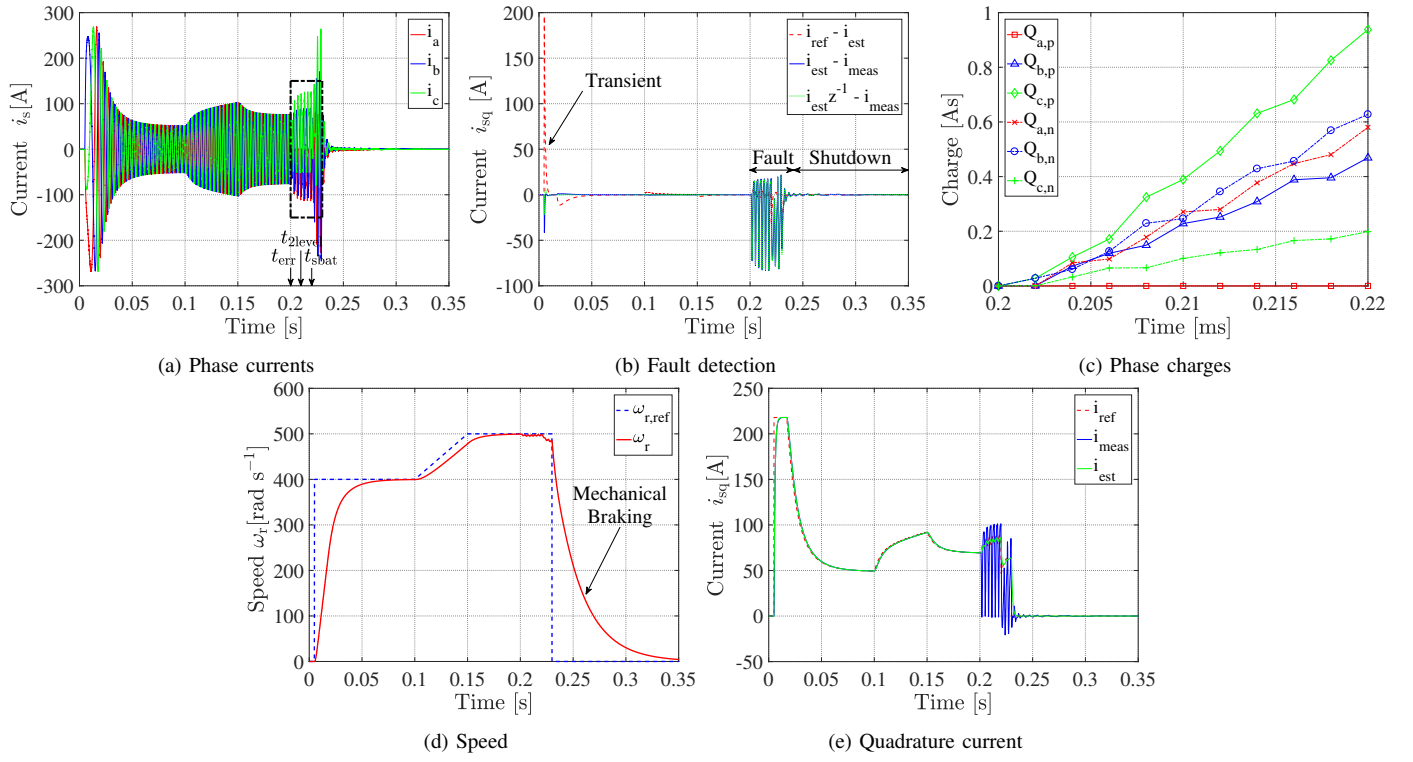 Current i_s[A]
300
200
100
0
-100
-200
-300
i_a
i_b
i_c
t_2level
t_err
t_sbat
0 0.05 0.1 0.15 0.2 0.25 0.3 0.35
Time [s]
(a) Phase currents
Current i_sq [A]
200
150
100
50
0
-50
-100
i_ref - i_est
i_est - i_meas
i_est z^-1 - i_meas
Transient
Fault
Shutdown
0 0.05 0.1 0.15 0.2 0.25 0.3 0.35
Time [s]
(b) Fault detection
Charge [As]
1
0.8
0.6
0.4
0.2
0
Q_a,p
Q_b,p
Q_c,p
Q_a,n
Q_b,n
Q_c,n
0.2 0.205 0.21 0.215 0.22
Time [ms]
(c) Phase charges
Speed ω_r[rad s^−1]
600
500
400
300
200
100
0
ω_r,ref
ω_r
Mechanical
Braking
0 0.05 0.1 0.15 0.2 0.25 0.3 0.35
Time [s]
(d) Speed
Current i_sq[A]
250
200
150
100
50
0
-50
i_ref
i_meas
i_est
0 0.05 0.1 0.15 0.2 0.25 0.3 0.35
Time [s]
(e) Quadrature current